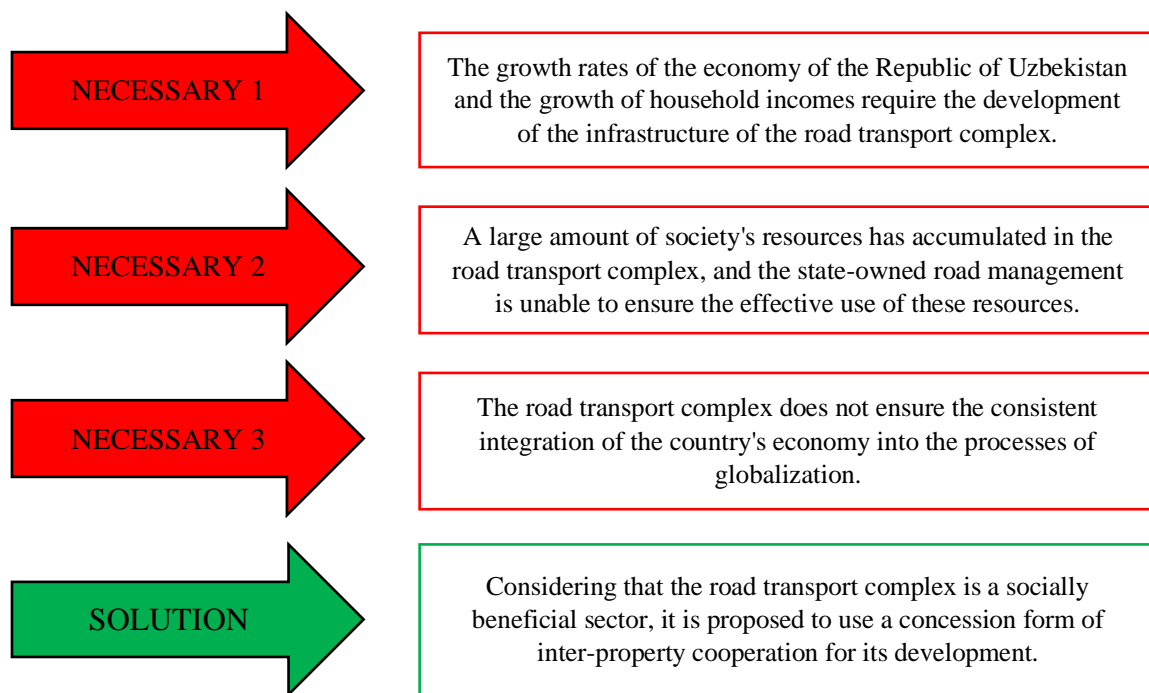 NECESSARY 1
The growth rates of the economy of the Republic of Uzbekistan
and the growth of household incomes require the development
of the infrastructure of the road transport complex.
NECESSARY 2
A large amount of society's resources has accumulated in the
road transport complex, and the state-owned road management
is unable to ensure the effective use of these resources.
NECESSARY 3
The road transport complex does not ensure the consistent
integration of the country's economy into the processes of
globalization.
SOLUTION
Considering that the road transport complex is a socially
beneficial sector, it is proposed to use a concession form of
inter-property cooperation for its development.